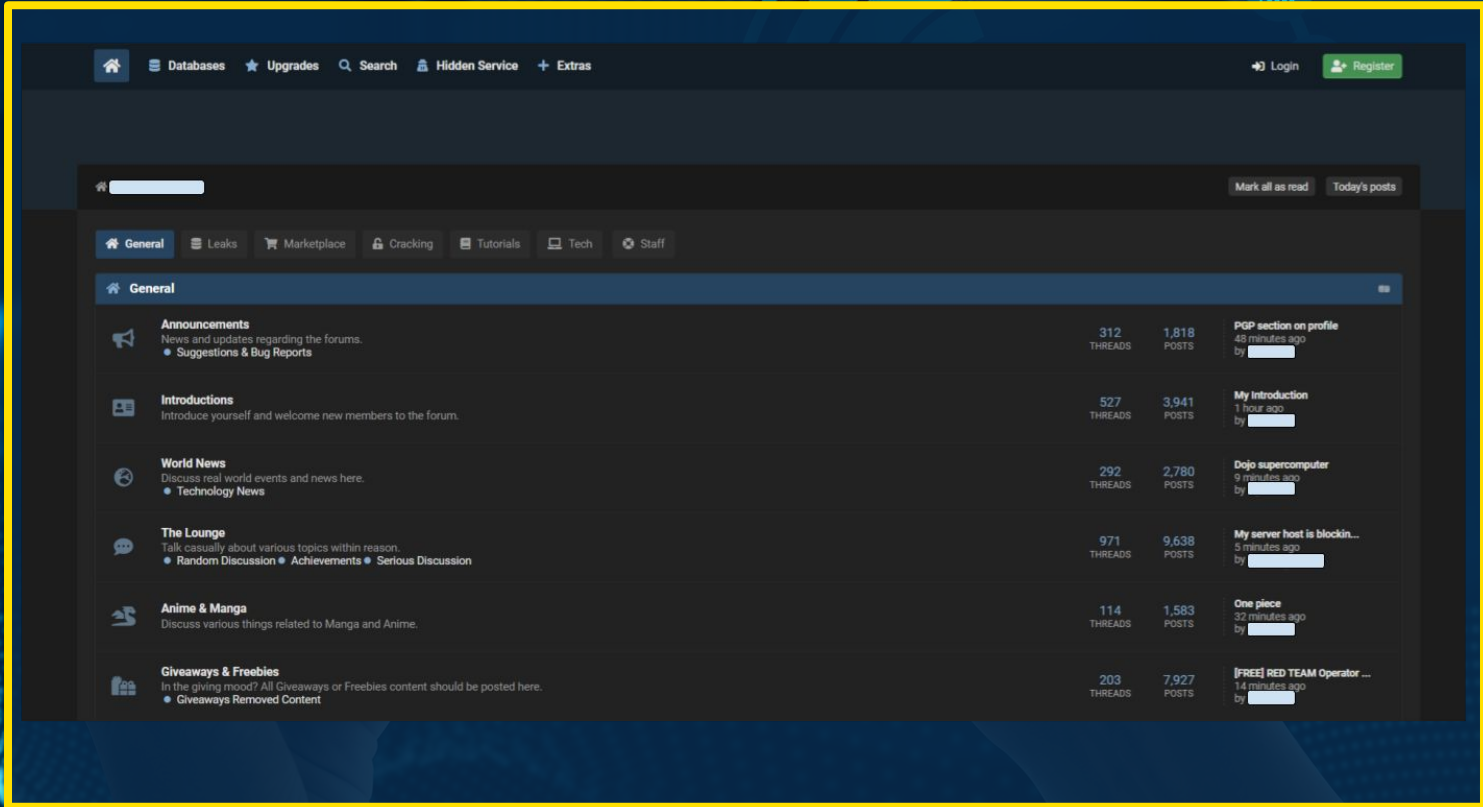 Databases Upgrades Search Hidden Service Extras Login Register
Mark all as read Today's posts
General Leaks Marketplace Cracking Tutorials Tech Staff
General
Announcements
News and updates regarding the forums.
Suggestions & Bug Reports
312
THREADS
1,818
POSTS
PGP section on profile
48 minutes ago
by
Introductions
Introduce yourself and welcome new members to the forum.
527
THREADS
3,941
POSTS
My Introduction
1 hour ago
by
World News
Discuss real world events and news here.
Technology News
292
THREADS
2,780
POSTS
Dojo supercomputer
9 minutes ago
by
The Lounge
Talk casually about various topics within reason.
Random Discussion Achievements Serious Discussion
971
THREADS
9,638
POSTS
My server host is blockin...
5 minutes ago
by
Anime & Manga
Discuss various things related to Manga and Anime.
114
THREADS
1,583
POSTS
One piece
32 minutes ago
by
Giveaways & Freebies
In the giving mood? All Giveaways or Freebies content should be posted here.
Giveaways Removed Content
203
THREADS
7,927
POSTS
[FREE] RED TEAM Operator ...
14 minutes ago
by